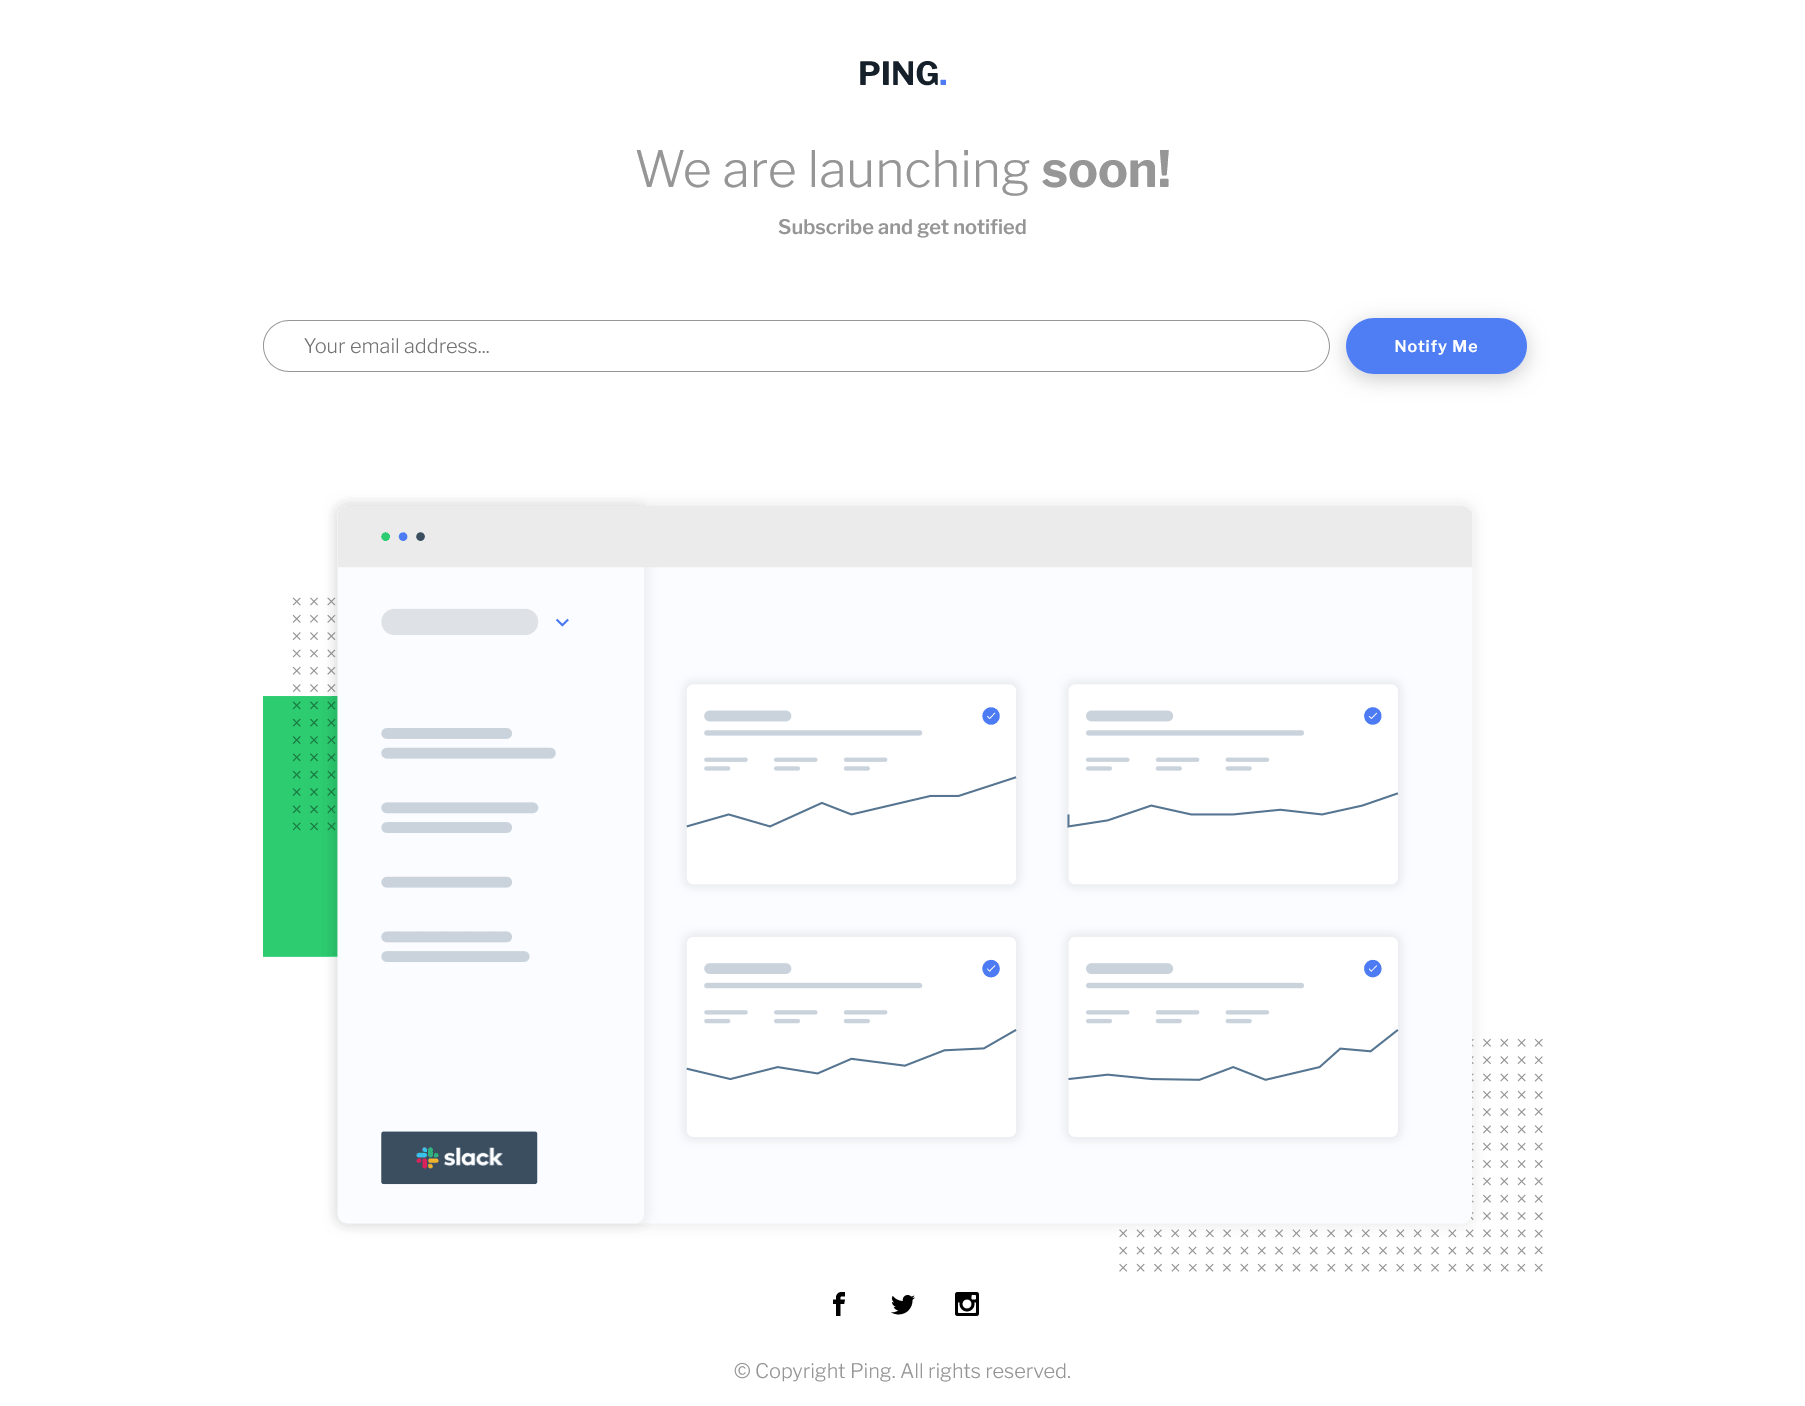 PING.
We are launching soon!
Subscribe and get notified
Your email address...
Notify Me
slack
© Copyright Ping. All rights reserved.